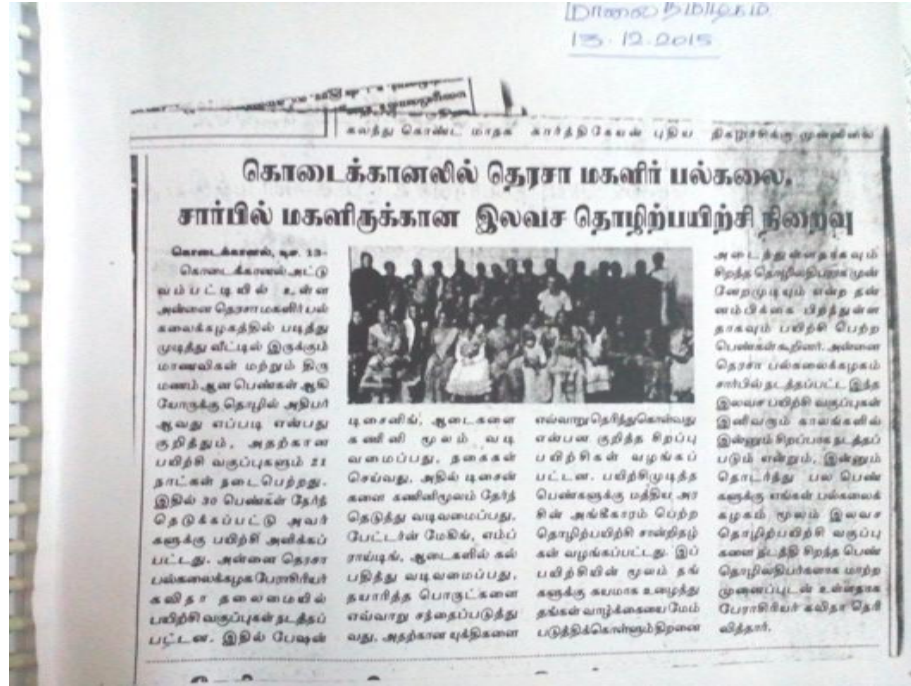 மாலை தமிழகம்
13.12.2015
கலந்து கொண்ட மாதக கார்த்திகேயன் புதிய நிகழ்ச்சிக்கு முன்னிலை
கொடைக்கானலில் தெரசா மகளிர் பல்கலை.
சார்பில் மகளிருக்கான இலவச தொழிற்பயிற்சி நிறைவு
கொடைக்கானல், டிச. 13-
கொடைக்கானல் அட்டு
வம்பட்டியில் உள்ள
அன்னை தெரசா மகளிர் பல்
கலைக்கழகத்தில் படித்து
முடித்து வீட்டில் இருக்கும்
மாணவிகள் மற்றும் திரு
மணம் ஆன பெண்கள் ஆகி
யோருக்கு தொழில் அதிபர்
ஆவது எப்படி என்பது
குறித்தும், அதற்கான
பயிற்சி வகுப்புகளும் 21
நாட்கள் நடைபெற்றது.
இதில் 30 பெண்கள் தேர்ந்
தெடுக்கப்பட்டு அவர்
களுக்கு பயிற்சி அளிக்கப்
பட்டது. அன்னை தெரசா
பல்கலைக்கழக பேராசிரியர்
கவிதா தலைமையில்
பயிற்சி வகுப்புகள் நடத்தப்
பட்டன. இதில் பேஷன்
டிசைனிங், ஆடைகளை
கணினி மூலம் வடி
வமைப்பது, நகைகள்
செய்வது, அதில் டிசைன்
களை கணினிமூலம் தேர்ந்
தெடுத்து வடிவமைப்பது,
பேட்டர்ன் மேகிங், எம்ப்
ராய்டிங், ஆடைகளில் கல்
பதித்து வடிவமைப்பது,
தயாரித்த பொருட்களை
எவ்வாறு சந்தைப்படுத்து
வது, அதற்கான யுக்திகளை
எவ்வாறு தெரிந்துகொள்வது
என்பன குறித்த சிறப்பு
பயிற்சிகள் வழங்கப்
பட்டன. பயிற்சிமுடித்த
பெண்களுக்கு மத்திய அர
சின் அங்கீகாரம் பெற்ற
தொழிற்பயிற்சி சான்றிதழ்
கள் வழங்கப்பட்டது. இப்
பயிற்சியின் மூலம் தங்
களுக்கு சுயமாக உழைந்து
தங்கள் வாழ்க்கையை மேம்
படுத்திக்கொள்ளும் திறனை
அடைந்துள்ளதாகவும்
சிறந்த தொழிலதிபராக முன்
னேறமுடியும் என்ற தன்
னம்பிக்கை பிறந்துள்ள
தாகவும் பயிற்சி பெற்ற
பெண்கள் கூறினர். அன்னை
தெரசா பல்கலைக்கழகம்
சார்பில் நடத்தப்பட்ட இந்த
இலவச பயிற்சி வகுப்புகள்
இனிவரும் காலங்களில்
இன்னும் சிறப்பாக நடத்தப்
படும் என்றும், இன்னும்
தொடர்ந்து பல பெண்
களுக்கு எங்கள் பல்கலைக்
கழகம் மூலம் இலவச
தொழிற்பயிற்சி வகுப்பு
களை நடத்தி சிறந்த பெண்
தொழிலதிபர்களாக மாற்ற
முனைப்புடன் உள்ளதாக
பேராசிரியர் கவிதா தெரி
வித்தார்.